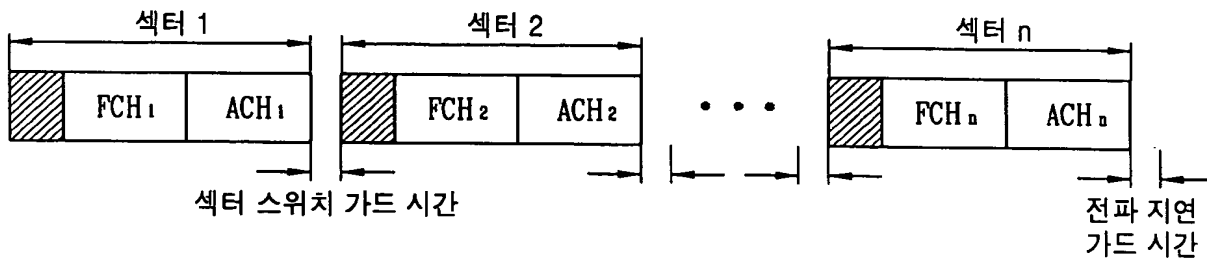 섹터 1
섹터 2
섹터 n
FCH₁ ACH₁
FCH₂ ACH₂
• • •
FCHₙ ACHₙ
섹터 스위치 가드 시간
전파 지연
가드 시간